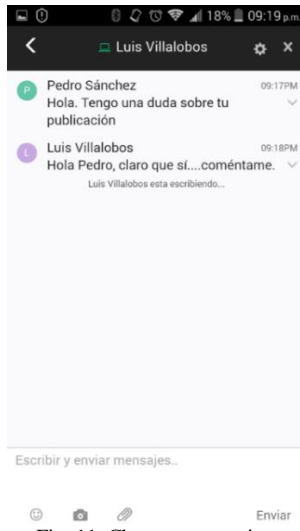 18% 09:19 p.m.
Luis Villalobos
P Pedro Sánchez 09:17PM
Hola. Tengo una duda sobre tu
publicación
L Luis Villalobos 09:18PM
Hola Pedro, claro que sí....coméntame.
Luis Villalobos esta escribiendo...
Escribir y enviar mensajes..
Enviar